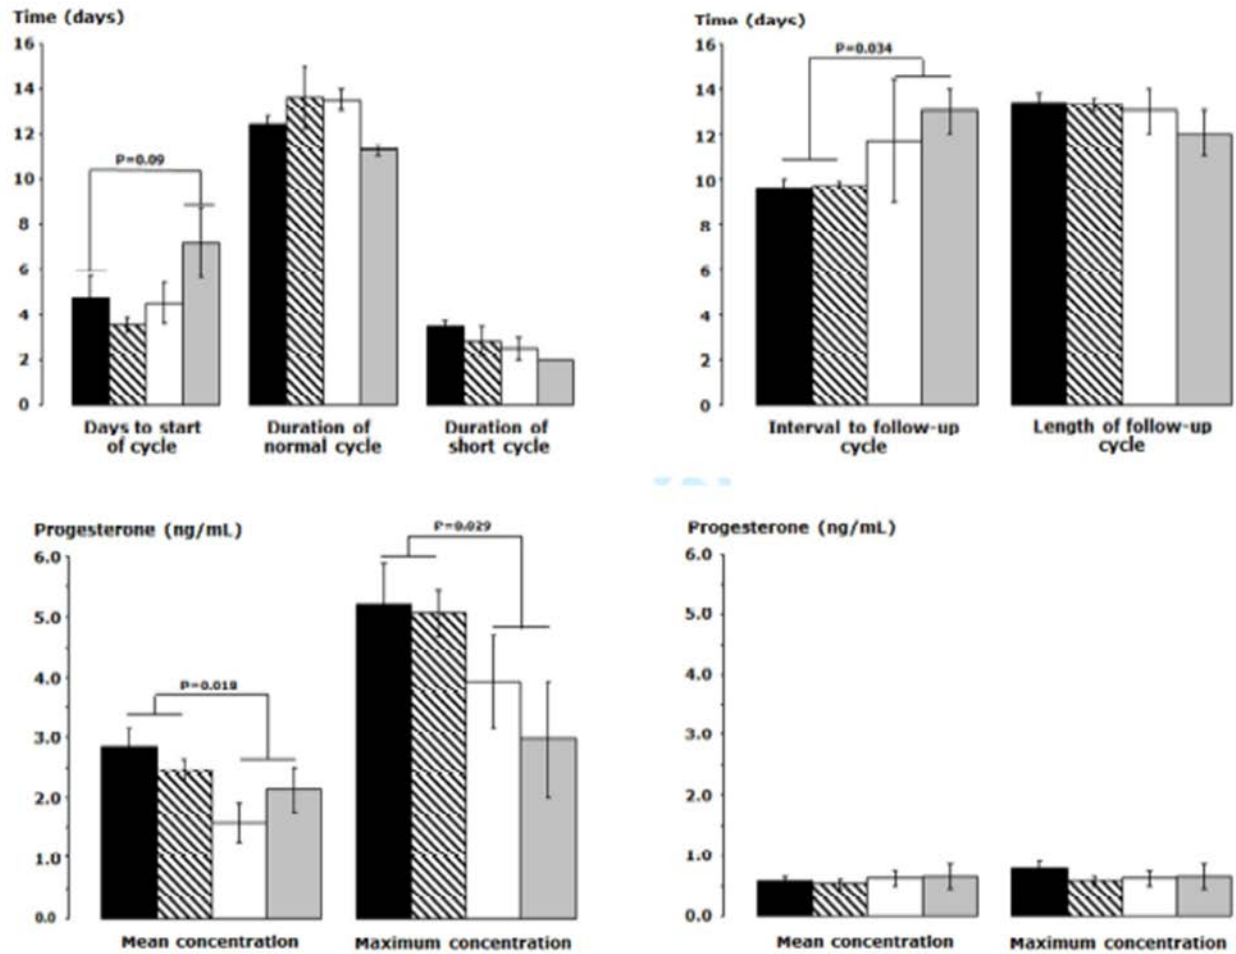 Time (days)
16
14
12
10
8
6
4
2
0
P=0.09
Days to start
of cycle
Duration of
normal cycle
Duration of
short cycle
Time (days)
16
14
12
10
8
6
4
2
0
P=0.034
Interval to follow-up
cycle
Length of follow-up
cycle
Progesterone (ng/mL)
6.0
5.0
4.0
3.0
2.0
1.0
0.0
P=0.018
P=0.029
Mean concentration
Maximum concentration
Progesterone (ng/mL)
6.0
5.0
4.0
3.0
2.0
1.0
0.0
Mean concentration
Maximum concentration